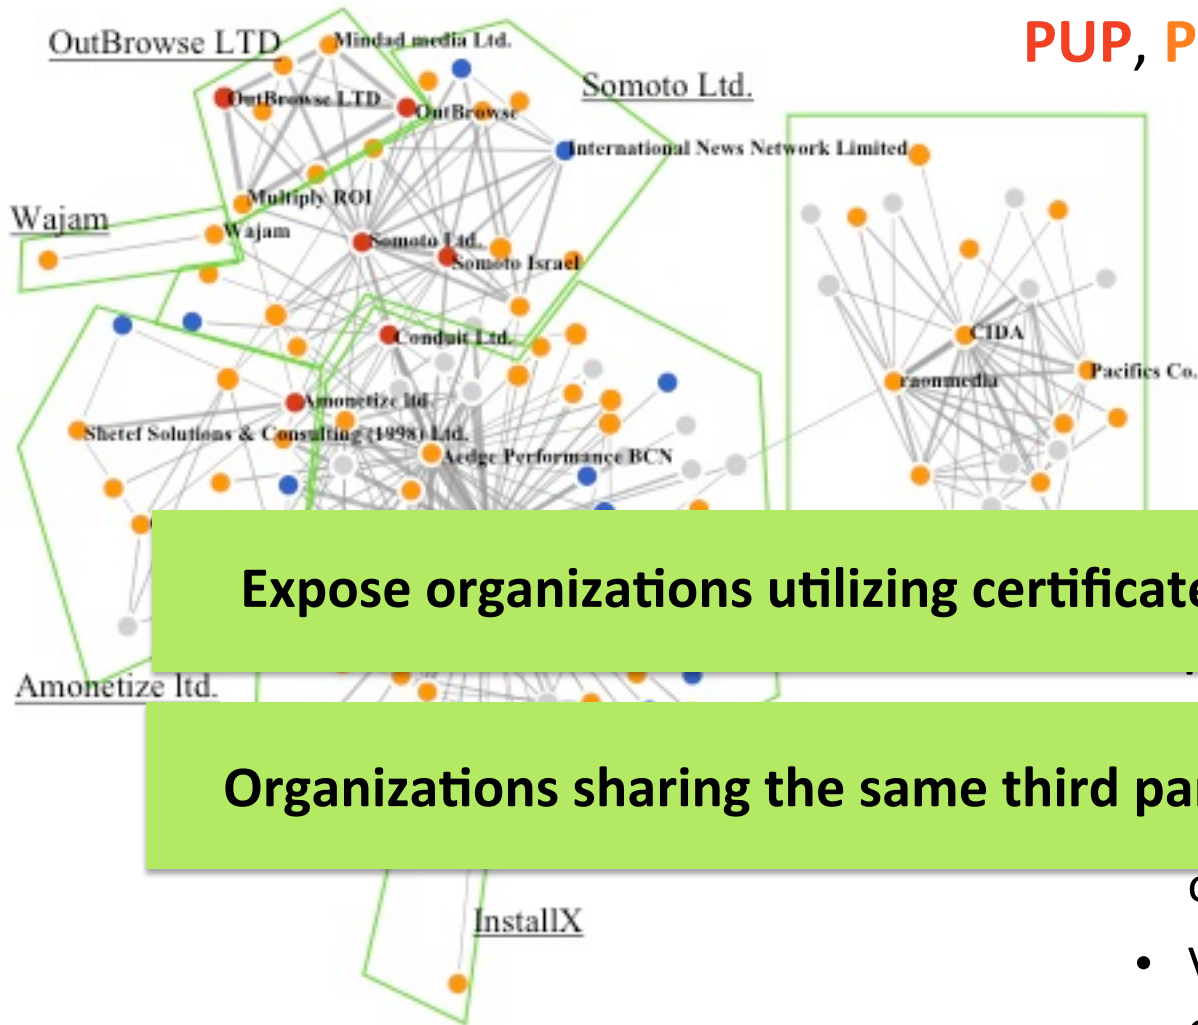 PUP, P
OutBrowse LTD
Mindad media Ltd.
Somoto Ltd.
OutBrowse LTD
OutBrowse
International News Network Limited
Multiply ROI
Wajam
Wajam
Somoto Ltd.
Somoto Israel
CIDA
Conduit Ltd.
Pacifics Co.
raonmedia
Amonetize ltd.
Shetef Solutions & Consulting (1998) Ltd.
Aedge Performance BCN
Expose organizations utilizing certificate
Amonetize ltd.
Organizations sharing the same third par
InstallX